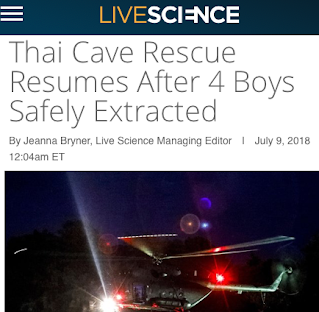 LIVESCIENCE
Thai Cave Rescue
Resumes After 4 Boys
Safely Extracted
By Jeanna Bryner, Live Science Managing Editor | July 9, 2018
12:04am ET